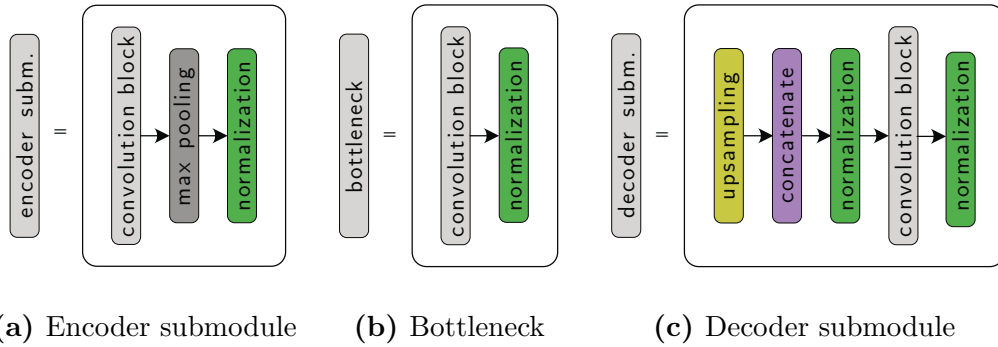 encoder subm.
=
convolution block
max pooling
normalization
bottleneck
=
convolution block
normalization
decoder subm.
=
upsampling
concatenate
normalization
convolution block
normalization
(a) Encoder submodule
(b) Bottleneck
(c) Decoder submodule